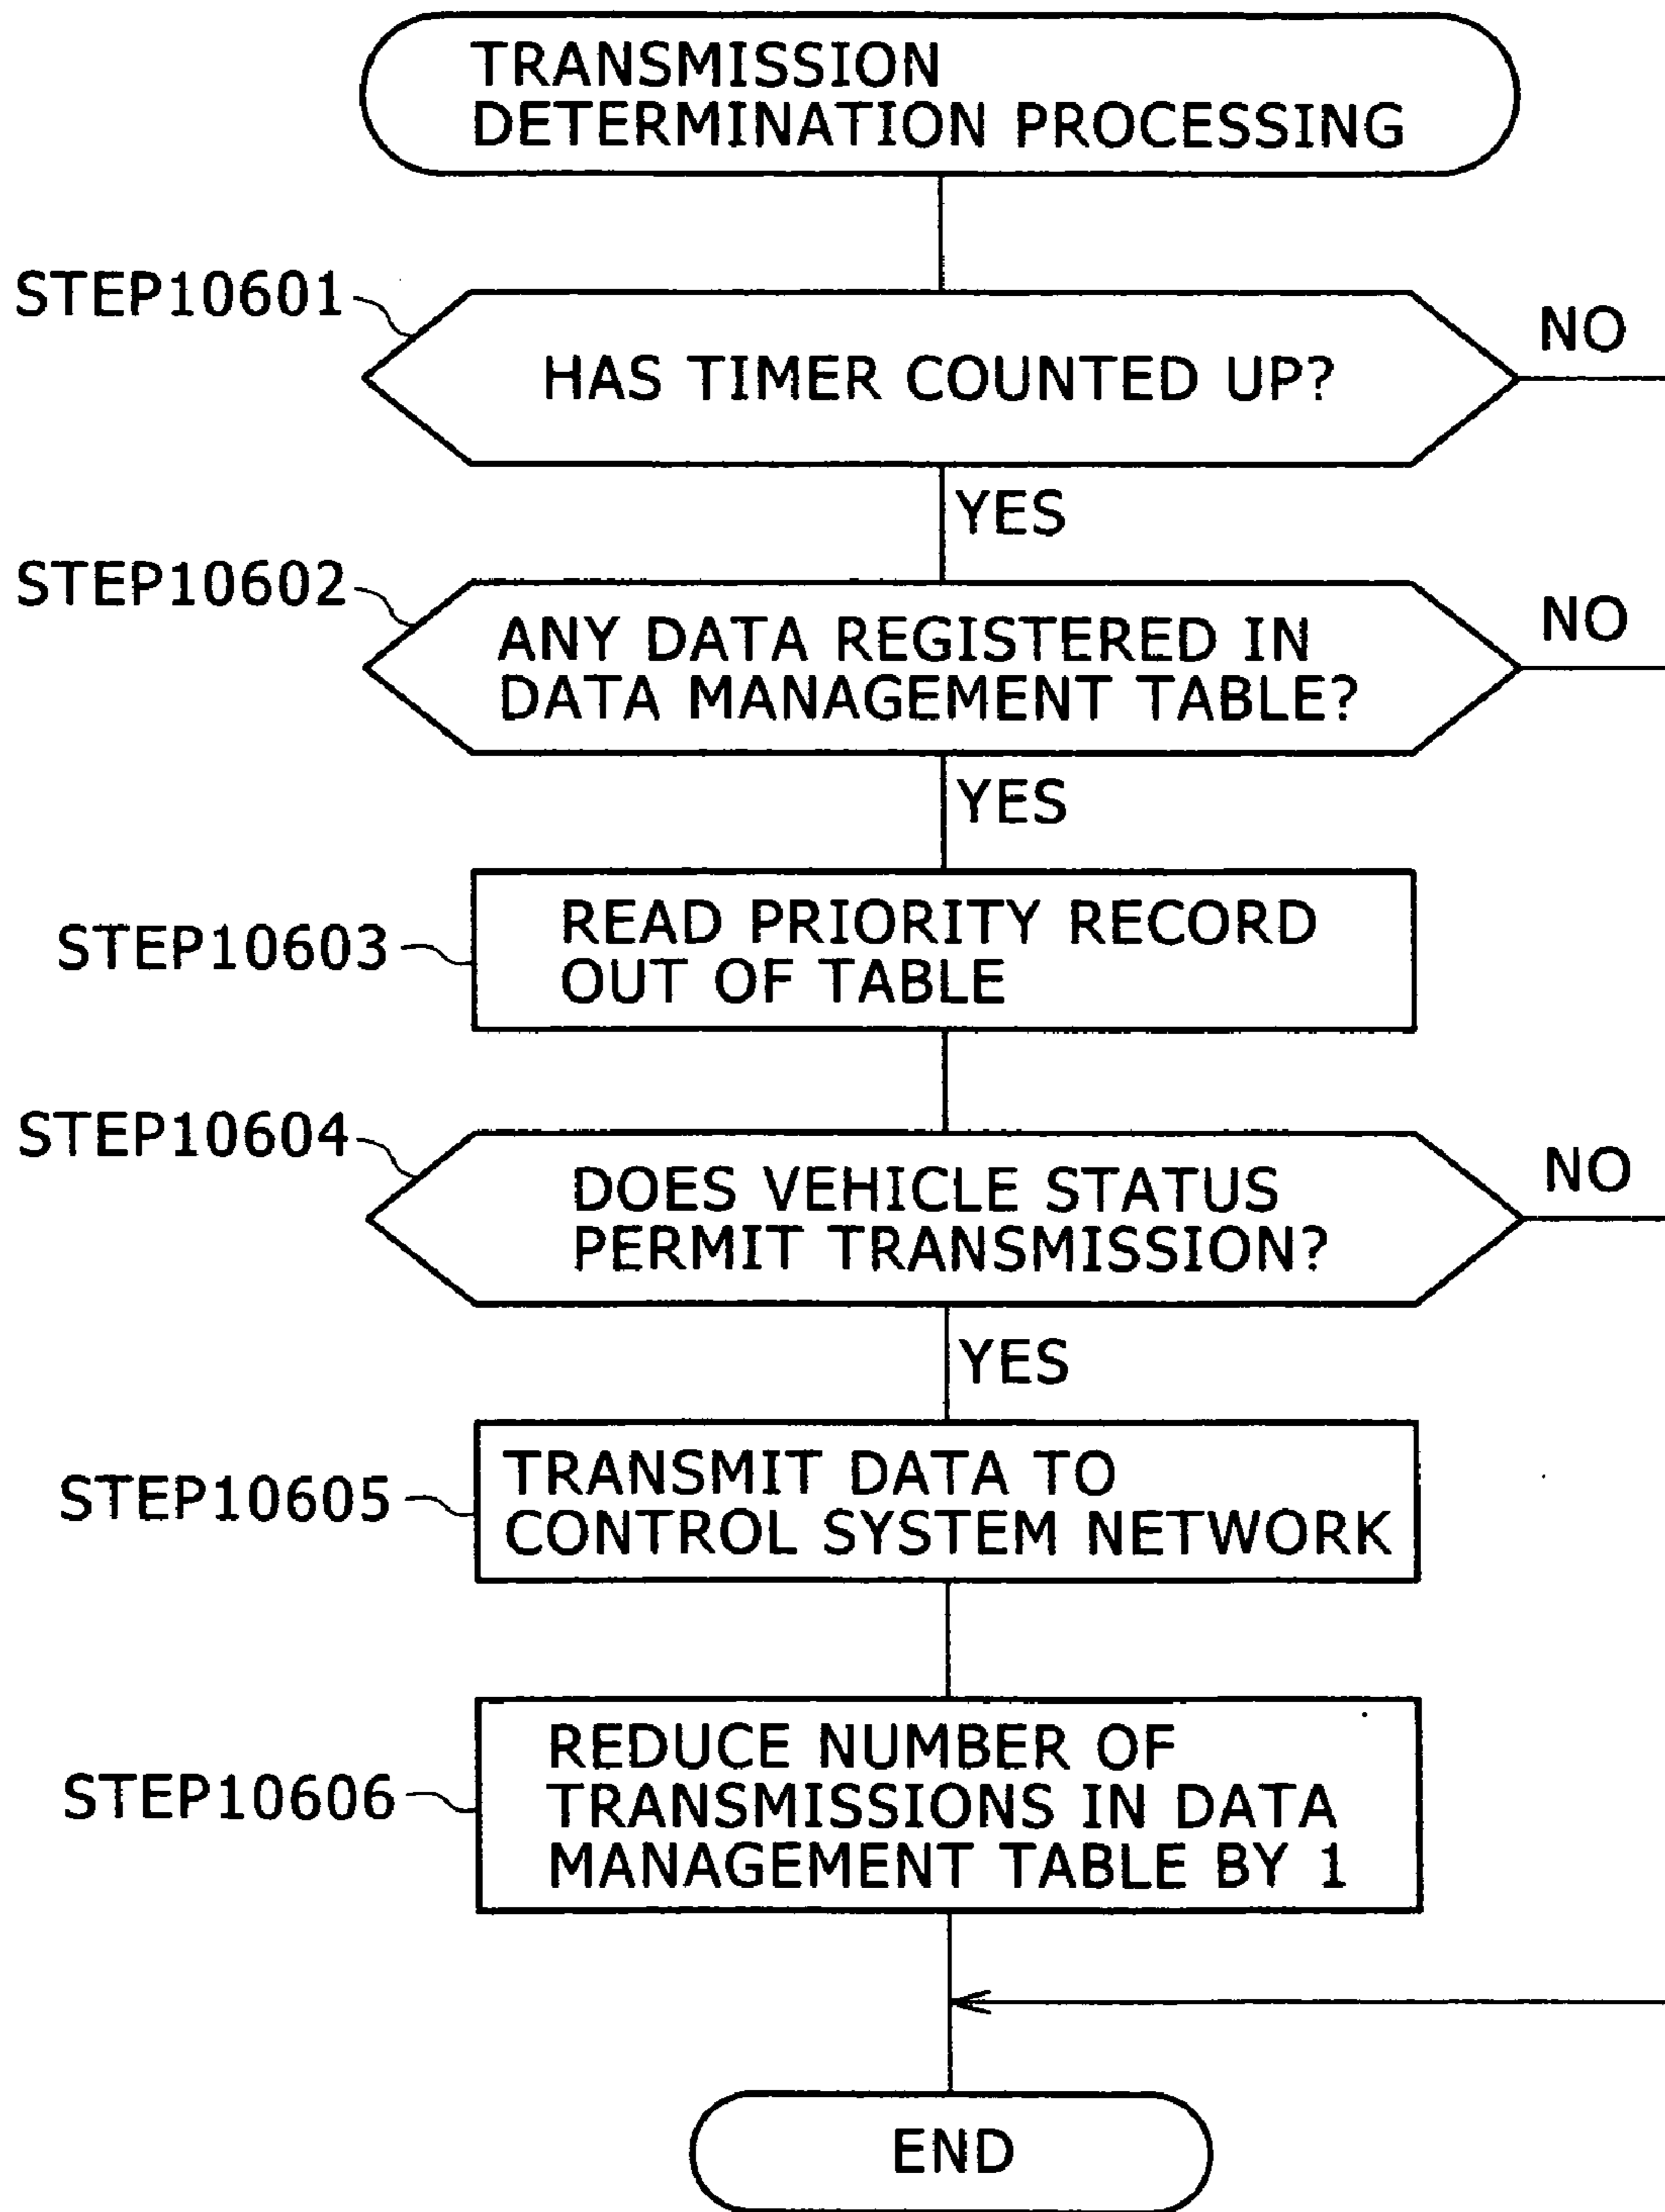 TRANSMISSION
DETERMINATION PROCESSING
STEP10601
HAS TIMER COUNTED UP?
NO
YES
STEP10602
ANY DATA REGISTERED IN
DATA MANAGEMENT TABLE?
NO
YES
STEP10603
READ PRIORITY RECORD
OUT OF TABLE
STEP10604
DOES VEHICLE STATUS
PERMIT TRANSMISSION?
NO
YES
STEP10605
TRANSMIT DATA TO
CONTROL SYSTEM NETWORK
STEP10606
REDUCE NUMBER OF
TRANSMISSIONS IN DATA
MANAGEMENT TABLE BY 1
END